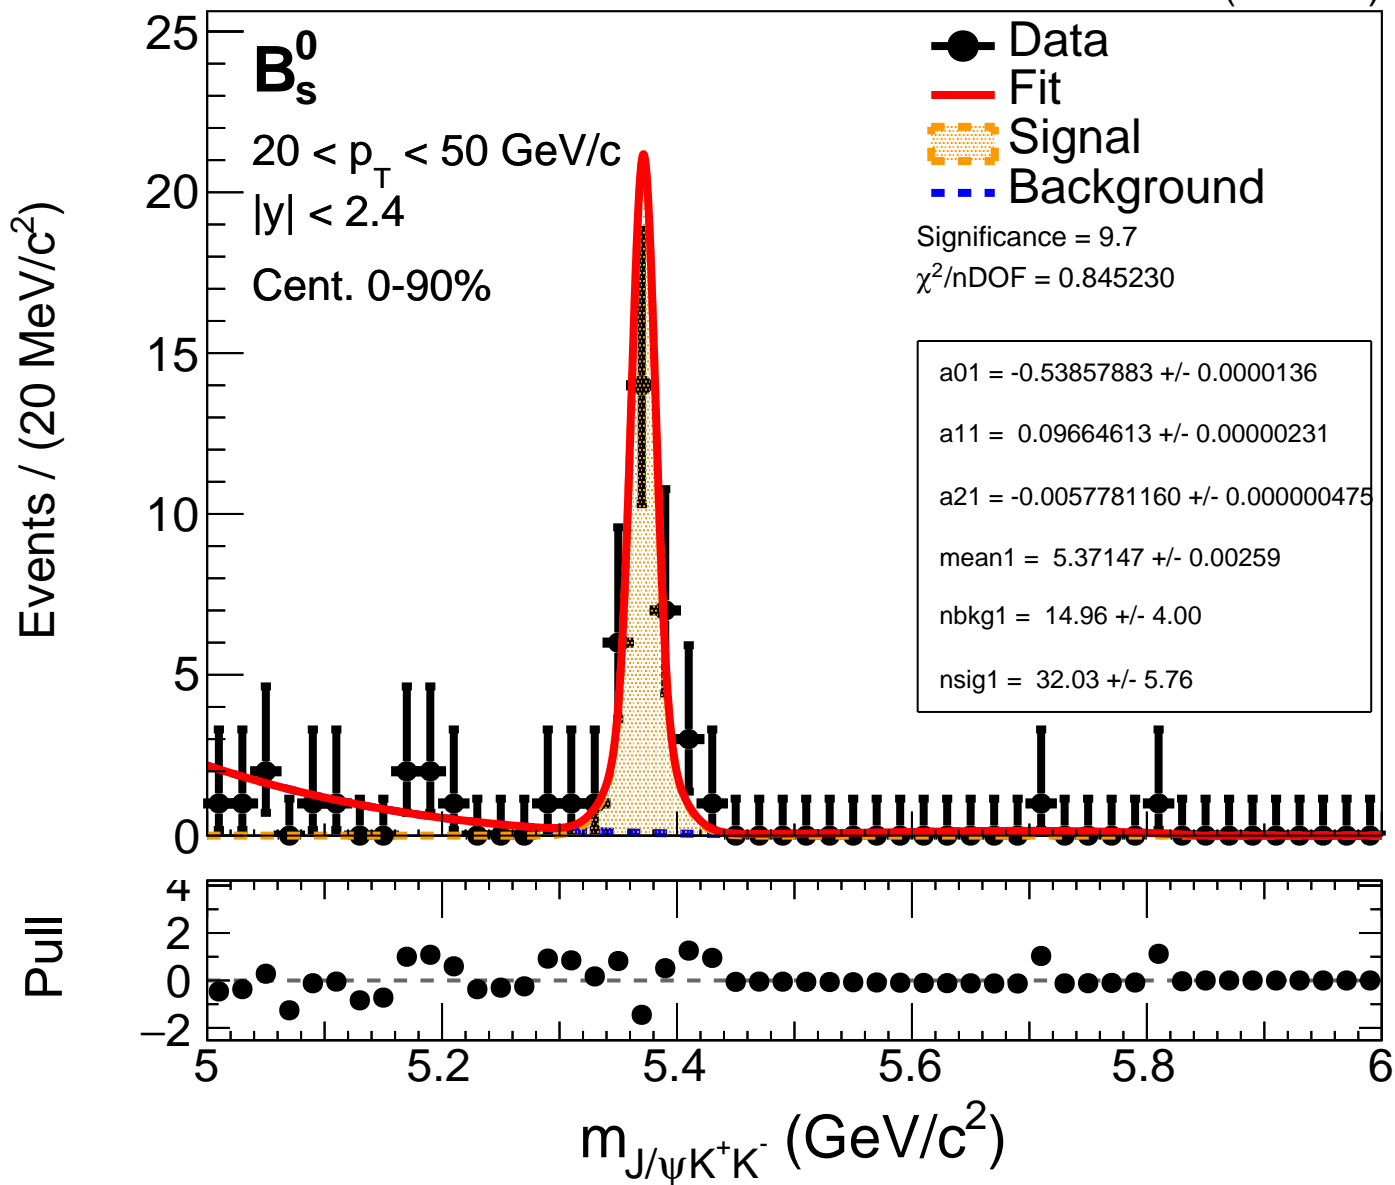 B_s^0
20 < p_T < 50 GeV/c
|y| < 2.4
Cent. 0-90%
Data
Fit
Signal
Background
Significance = 9.7
χ²/nDOF = 0.845230
a01 = -0.53857883 +/- 0.0000136
a11 = 0.09664613 +/- 0.00000231
a21 = -0.0057781160 +/- 0.000000475
mean1 = 5.37147 +/- 0.00259
nbkg1 = 14.96 +/- 4.00
nsig1 = 32.03 +/- 5.76
Events / (20 MeV/c²)
25
20
15
10
5
0
Pull
4
2
0
−2
5 5.2 5.4 5.6 5.8 6
m_{J/ψK⁺K⁻} (GeV/c²)